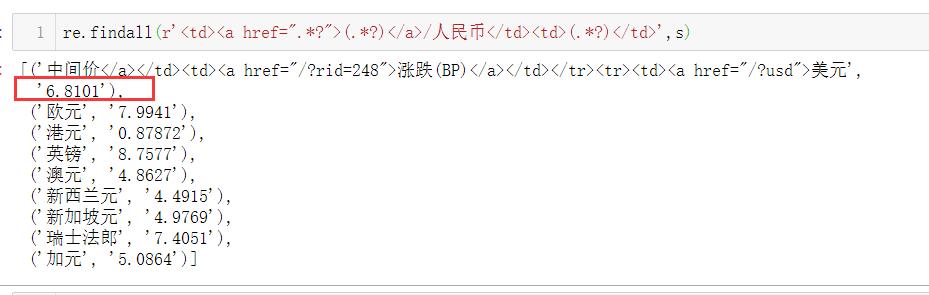 1 re.findall(r'<td><a href=".*?">(.*?)</a>/人民币</td><td>(.*?)</td>',s)
[('中间价</a></td><td><a href="/?rid=248">涨跌(BP)</a></td></tr><tr><td><a href="/?usd">美元',
'6.8101'),
('欧元', '7.9941'),
('港元', '0.87872'),
('英镑', '8.7577'),
('澳元', '4.8627'),
('新西兰元', '4.4915'),
('新加坡元', '4.9769'),
('瑞士法郎', '7.4051'),
('加元', '5.0864')]